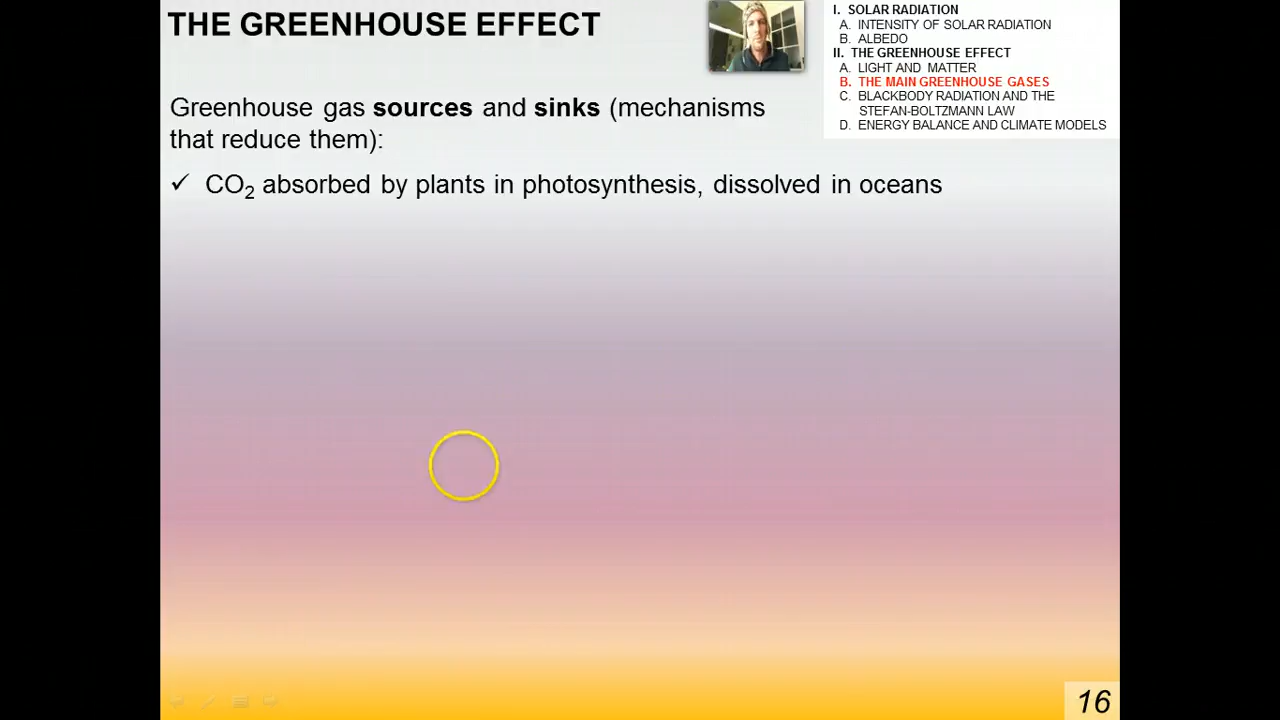 THE GREENHOUSE EFFECT
I. SOLAR RADIATION
A. INTENSITY OF SOLAR RADIATION
B. ALBEDO
II. THE GREENHOUSE EFFECT
A. LIGHT AND MATTER
B. THE MAIN GREENHOUSE GASES
C. BLACKBODY RADIATION AND THE
STEFAN-BOLTZMANN LAW
D. ENERGY BALANCE AND CLIMATE MODELS
Greenhouse gas sources and sinks (mechanisms
that reduce them):
✓ CO₂ absorbed by plants in photosynthesis, dissolved in oceans
16